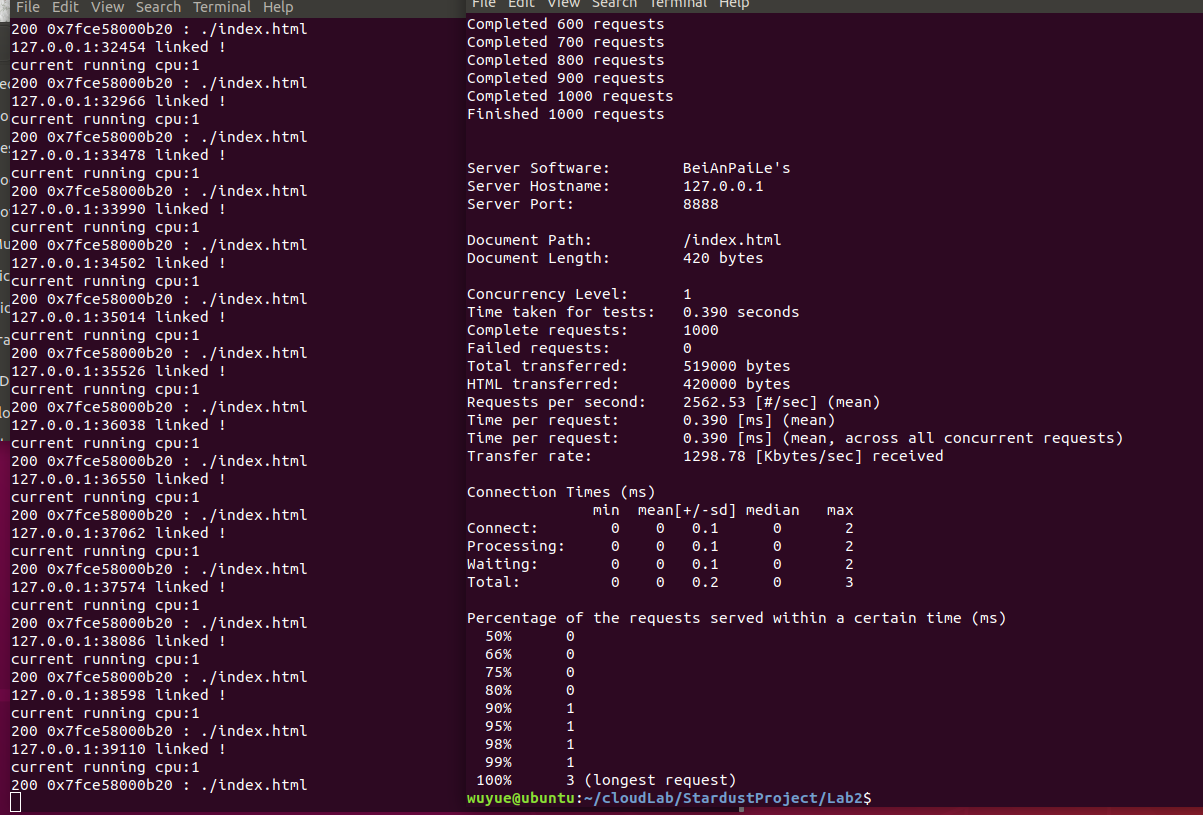 File Edit View Search Terminal Help
200 0x7fce58000b20 : ./index.html
127.0.0.1:32454 linked !
current running cpu:1
200 0x7fce58000b20 : ./index.html
127.0.0.1:32966 linked !
current running cpu:1
200 0x7fce58000b20 : ./index.html
127.0.0.1:33478 linked !
current running cpu:1
200 0x7fce58000b20 : ./index.html
127.0.0.1:33990 linked !
current running cpu:1
200 0x7fce58000b20 : ./index.html
127.0.0.1:34502 linked !
current running cpu:1
200 0x7fce58000b20 : ./index.html
127.0.0.1:35014 linked !
current running cpu:1
200 0x7fce58000b20 : ./index.html
127.0.0.1:35526 linked !
current running cpu:1
200 0x7fce58000b20 : ./index.html
127.0.0.1:36038 linked !
current running cpu:1
200 0x7fce58000b20 : ./index.html
127.0.0.1:36550 linked !
current running cpu:1
200 0x7fce58000b20 : ./index.html
127.0.0.1:37062 linked !
current running cpu:1
200 0x7fce58000b20 : ./index.html
127.0.0.1:37574 linked !
current running cpu:1
200 0x7fce58000b20 : ./index.html
127.0.0.1:38086 linked !
current running cpu:1
200 0x7fce58000b20 : ./index.html
127.0.0.1:38598 linked !
current running cpu:1
200 0x7fce58000b20 : ./index.html
127.0.0.1:39110 linked !
current running cpu:1
200 0x7fce58000b20 : ./index.html
File Edit View Search Terminal Help
Completed 600 requests
Completed 700 requests
Completed 800 requests
Completed 900 requests
Completed 1000 requests
Finished 1000 requests
Server Software: BeiAnPaiLe's
Server Hostname: 127.0.0.1
Server Port: 8888
Document Path: /index.html
Document Length: 420 bytes
Concurrency Level: 1
Time taken for tests: 0.390 seconds
Complete requests: 1000
Failed requests: 0
Total transferred: 519000 bytes
HTML transferred: 420000 bytes
Requests per second: 2562.53 [#/sec] (mean)
Time per request: 0.390 [ms] (mean)
Time per request: 0.390 [ms] (mean, across all concurrent requests)
Transfer rate: 1298.78 [Kbytes/sec] received
Connection Times (ms)
min mean[+/-sd] median max
Connect: 0 0 0.1 0 2
Processing: 0 0 0.1 0 2
Waiting: 0 0 0.1 0 2
Total: 0 0 0.2 0 3
Percentage of the requests served within a certain time (ms)
50% 0
66% 0
75% 0
80% 0
90% 1
95% 1
98% 1
99% 1
100% 3 (longest request)
wuyue@ubuntu:~/cloudLab/StardustProject/Lab2$